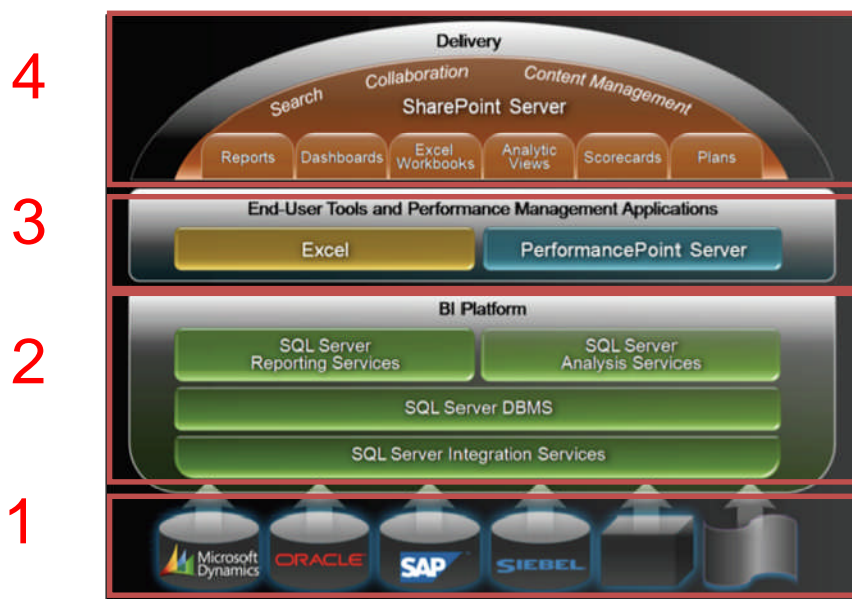 4
Delivery
Search Collaboration Content Management
SharePoint Server
Reports Dashboards Excel Workbooks Analytic Views Scorecards Plans
3
End-User Tools and Performance Management Applications
Excel PerformancePoint Server
2
BI Platform
SQL Server
Reporting Services
SQL Server
Analysis Services
SQL Server DBMS
SQL Server Integration Services
1
Microsoft
Dynamics
ORACLE
SAP
SIEBEL